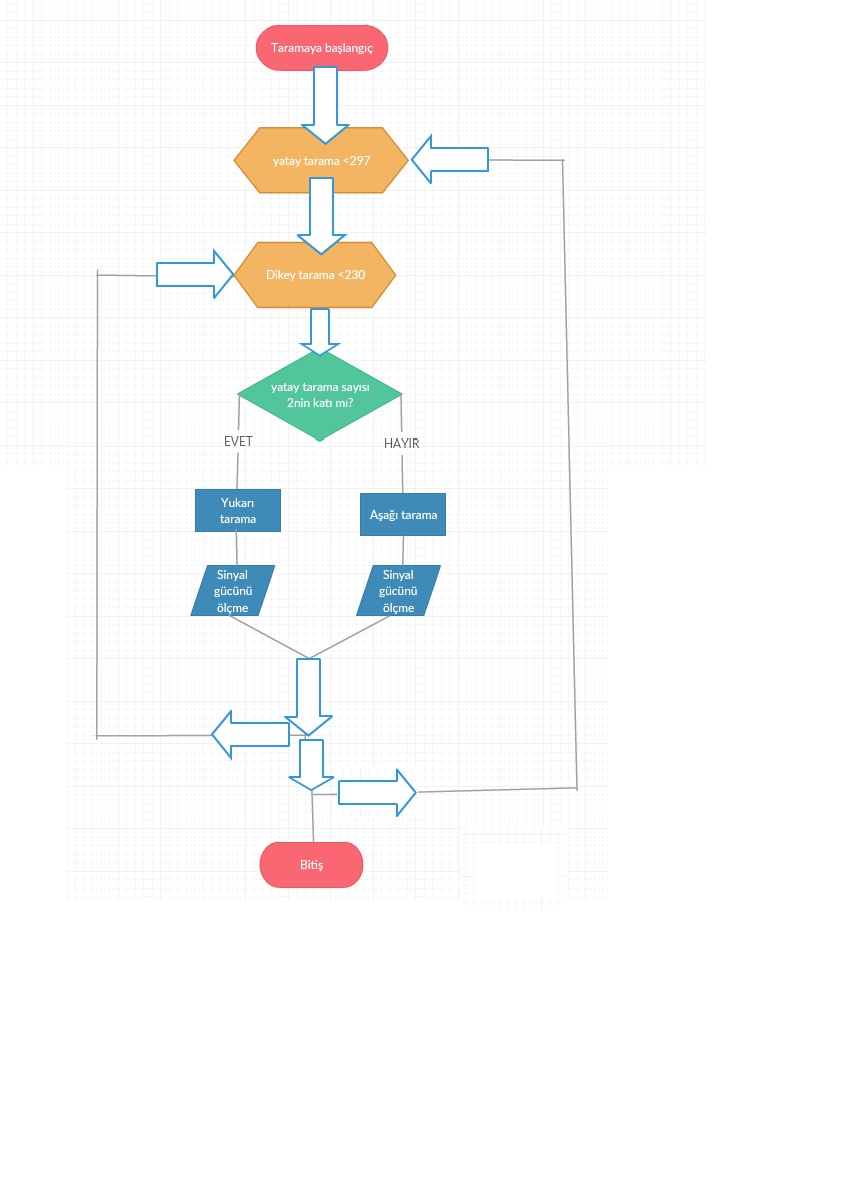 Taramaya başlangıç
yatay tarama <297
Dikey tarama <230
yatay tarama sayısı
2nin katı mı?
EVET
HAYIR
Yukarı
tarama
Aşağı tarama
Sinyal
gücünü
ölçme
Sinyal
gücünü
ölçme
Bitiş